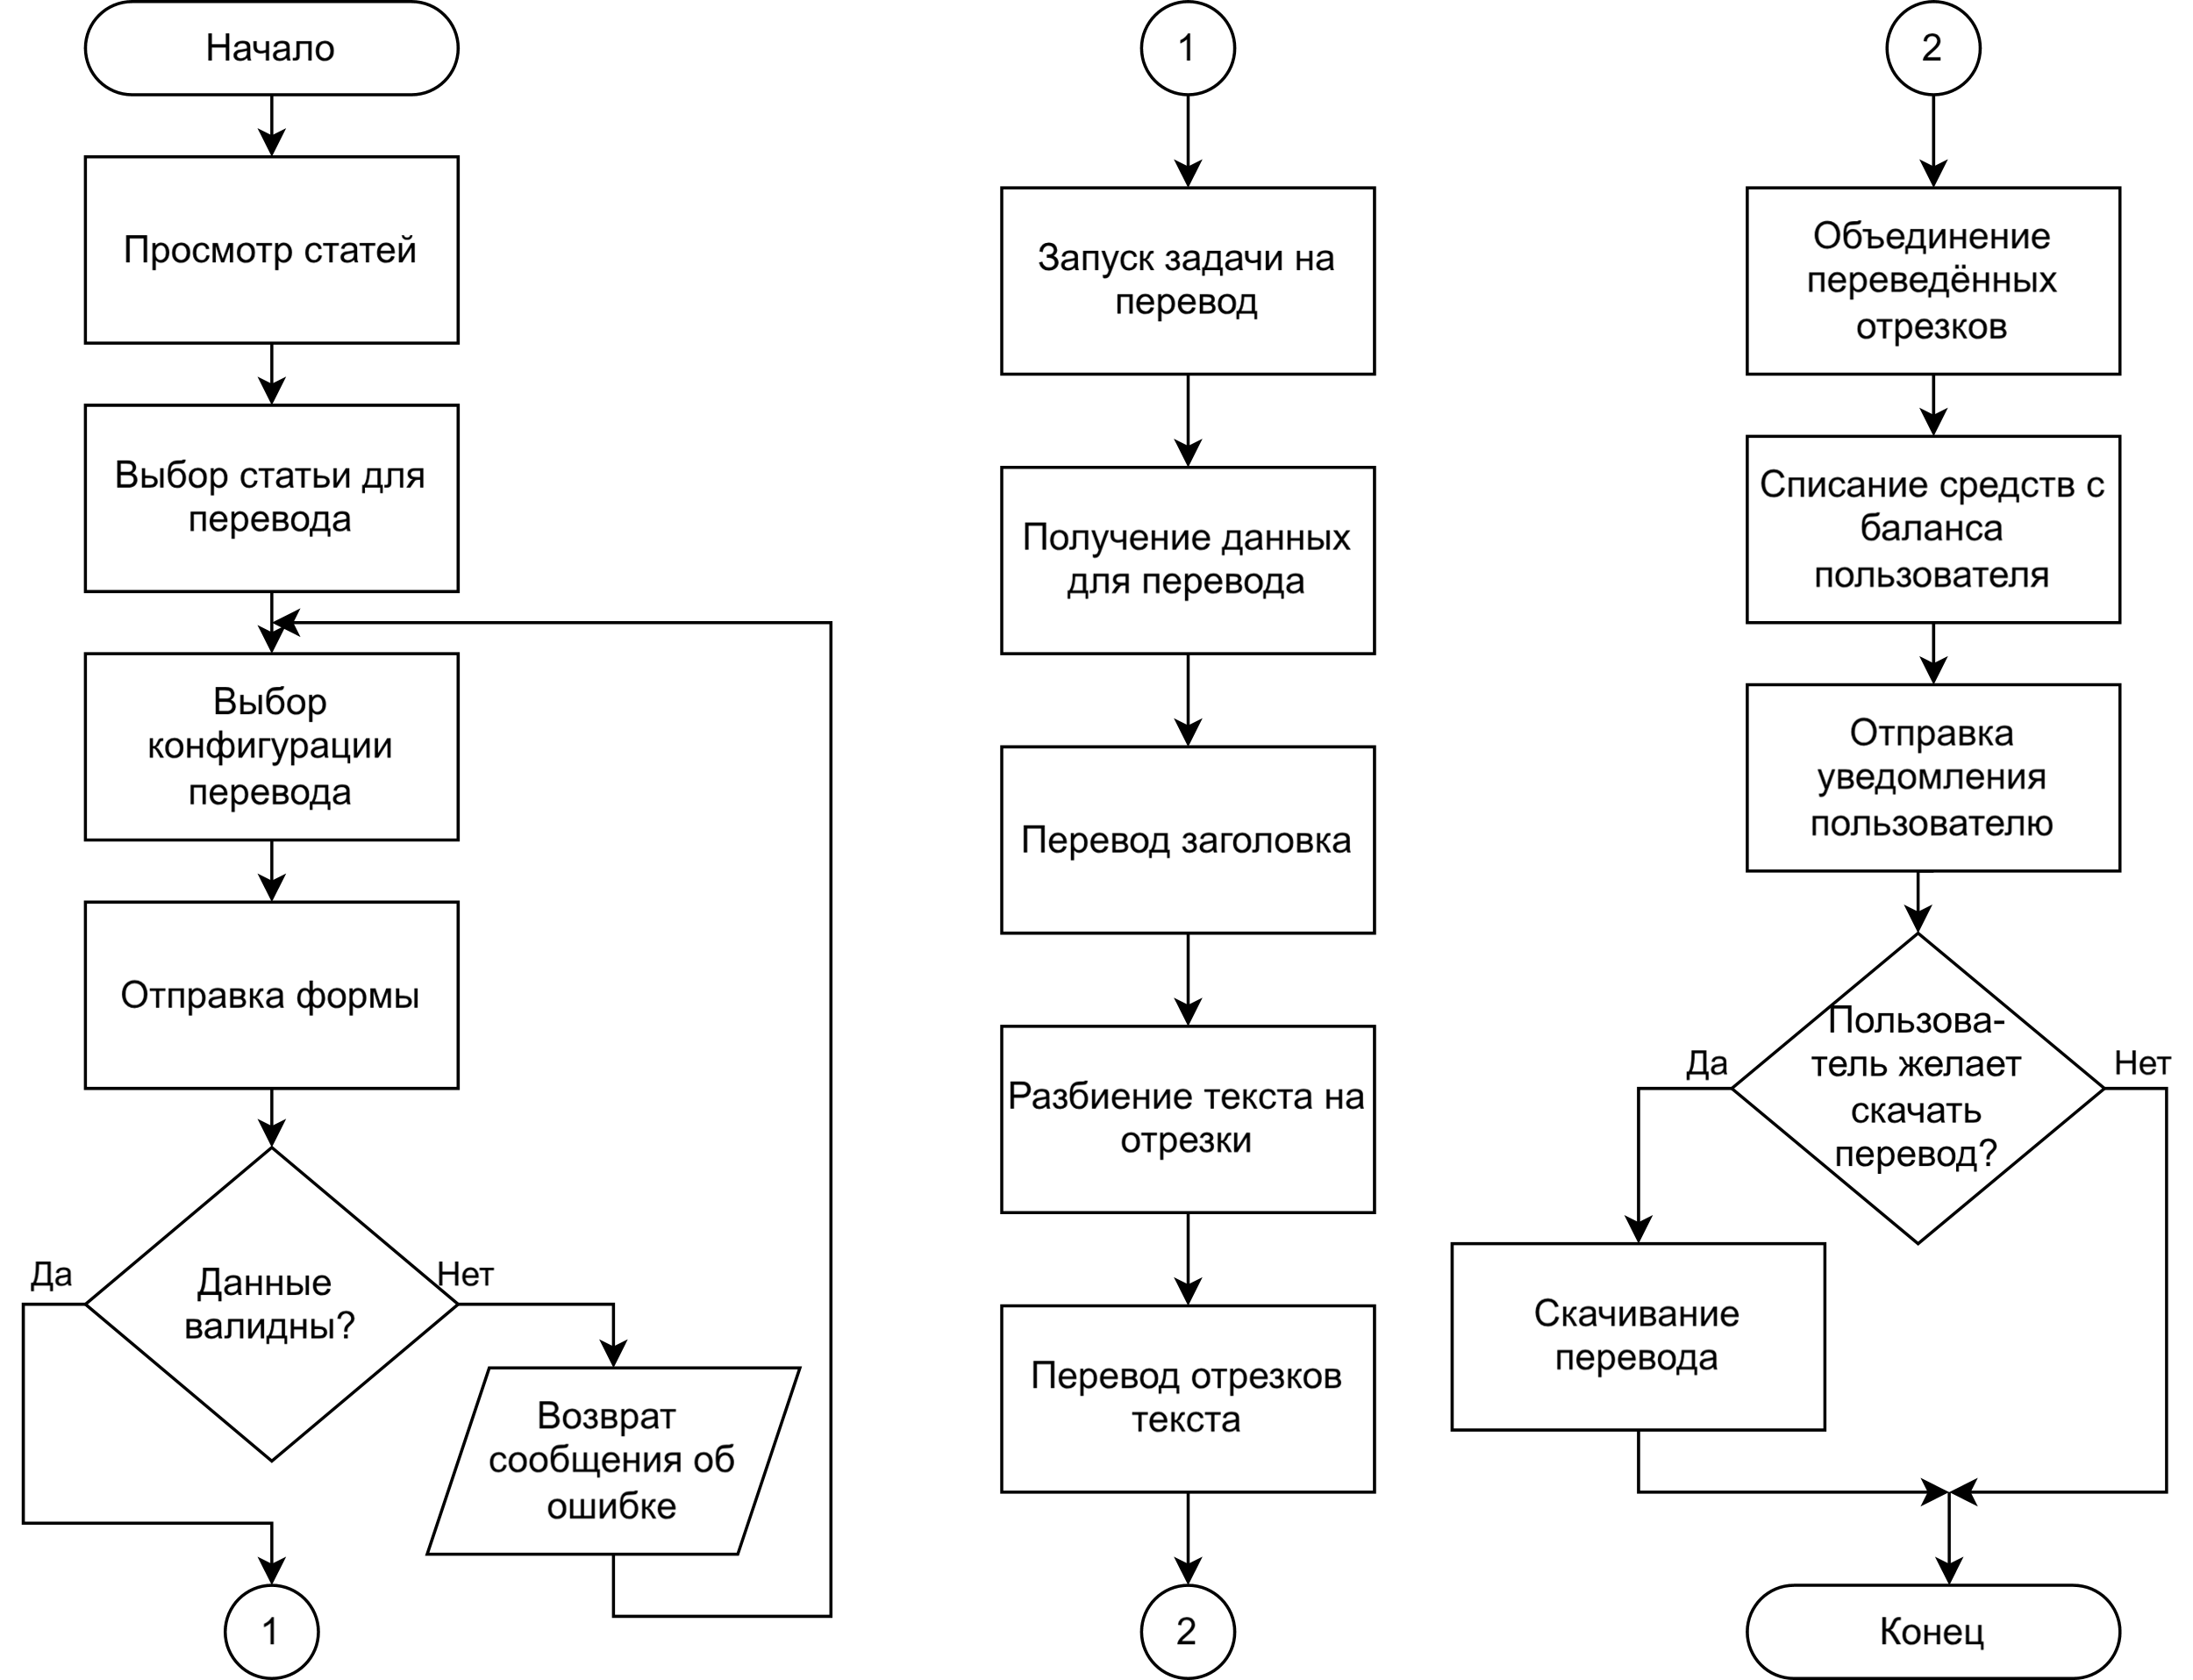 Начало
Просмотр статей
Выбор статьи для
перевода
Выбор
конфигурации
перевода
Отправка формы
Данные
валидны?
Да
Нет
Возврат
сообщения об
ошибке
1
1
Запуск задачи на
перевод
Получение данных
для перевода
Перевод заголовка
Разбиение текста на
отрезки
Перевод отрезков
текста
2
2
Объединение
переведённых
отрезков
Списание средств с
баланса
пользователя
Отправка
уведомления
пользователю
Пользова-
тель желает
скачать
перевод?
Да
Нет
Скачивание
перевода
Конец